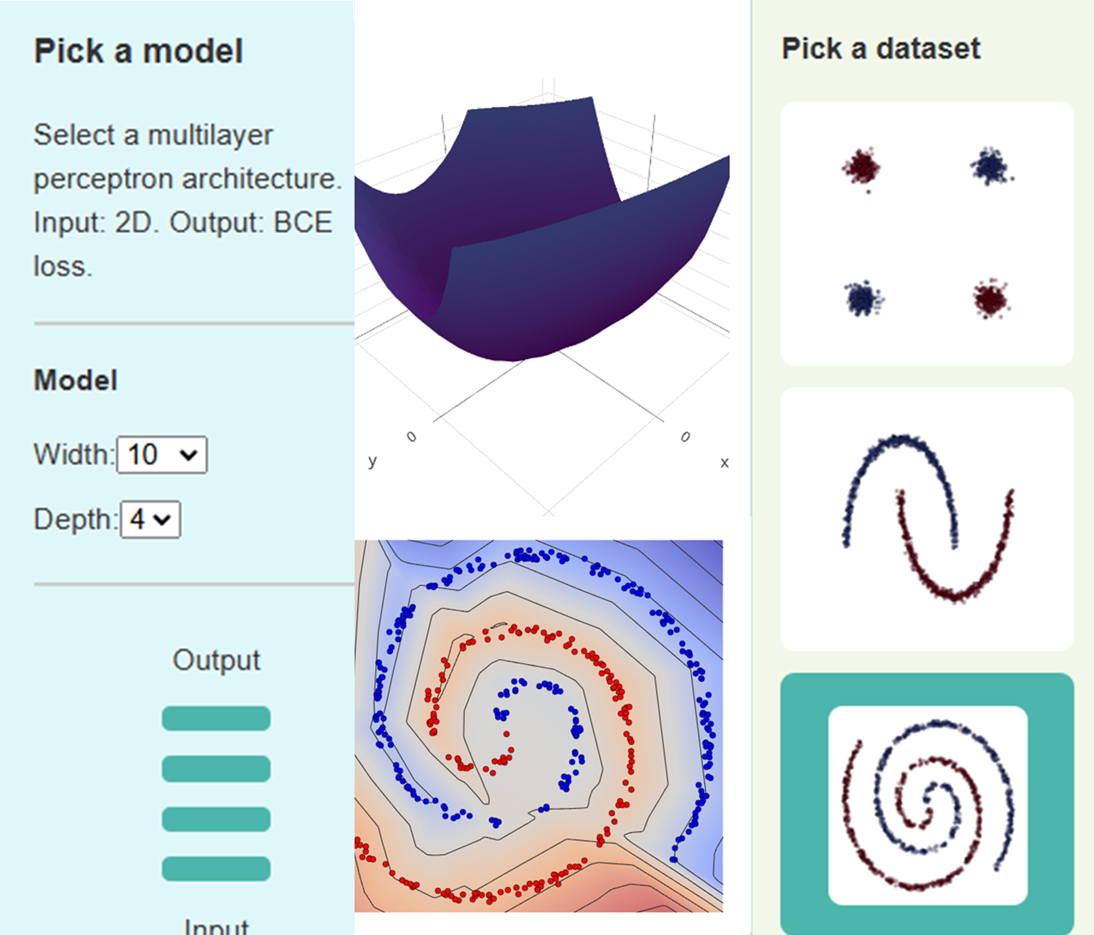 Pick a model
Select a multilayer
perceptron architecture.
Input: 2D. Output: BCE
loss.
Model
Width: 10
Depth: 4
Output
Input
0
0
y
x
Pick a dataset